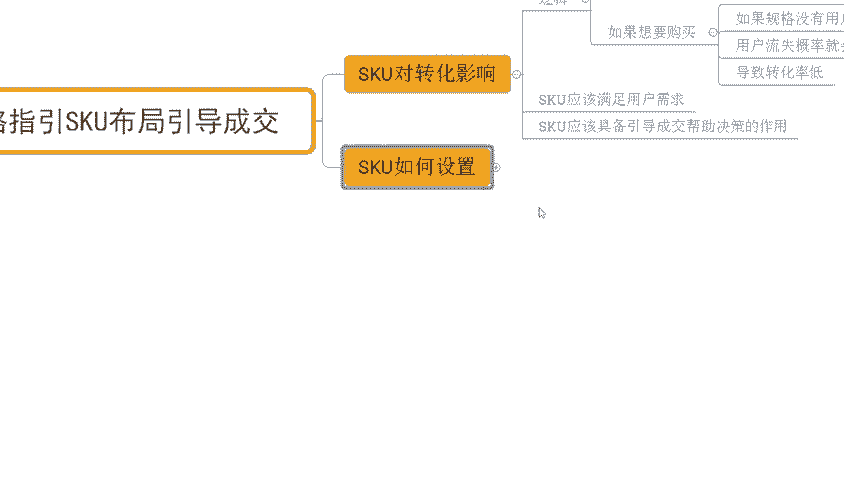 如果想要购买
如果规格没有用户
用户流失概率就会
导致转化率低
SKU对转化影响
SKU应该满足用户需求
SKU应该具备引导成交帮助决策的作用
格指引SKU布局引导成交
SKU如何设置